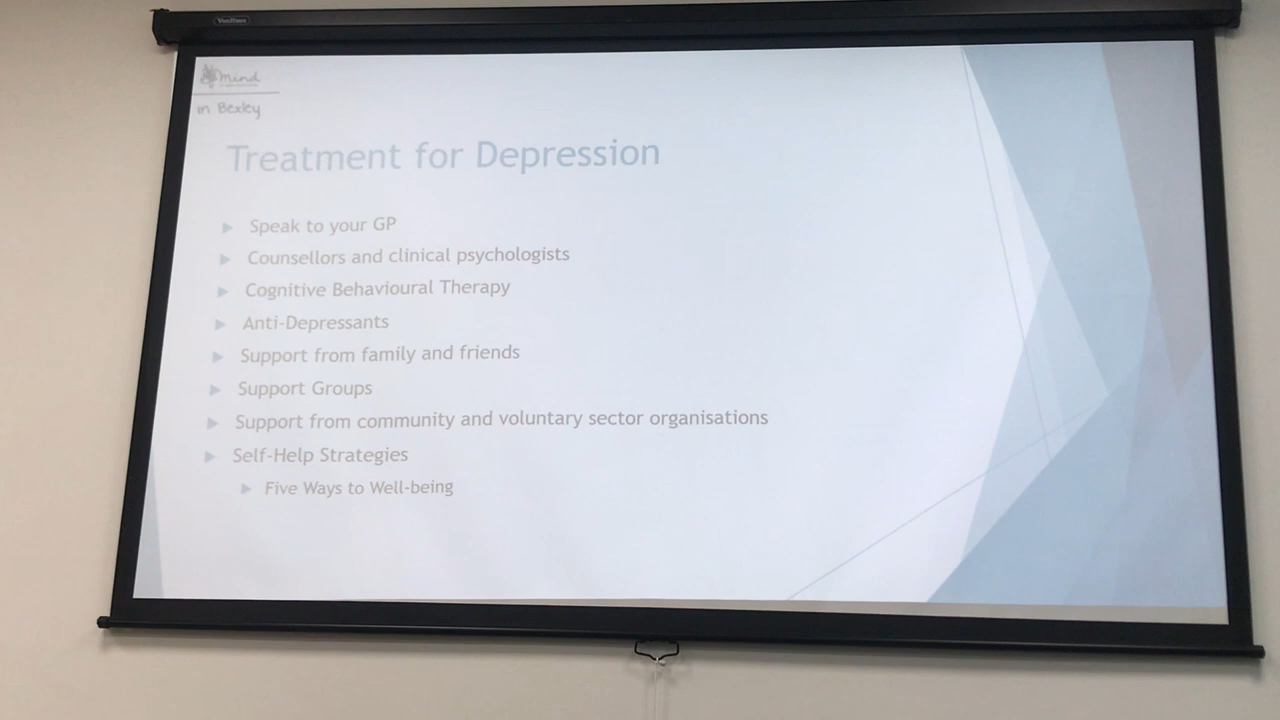 VonHaus
mind
in Bexley
Treatment for Depression
Speak to your GP
Counsellors and clinical psychologists
Cognitive Behavioural Therapy
Anti-Depressants
Support from family and friends
Support Groups
Support from community and voluntary sector organisations
Self-Help Strategies
Five Ways to Well-being